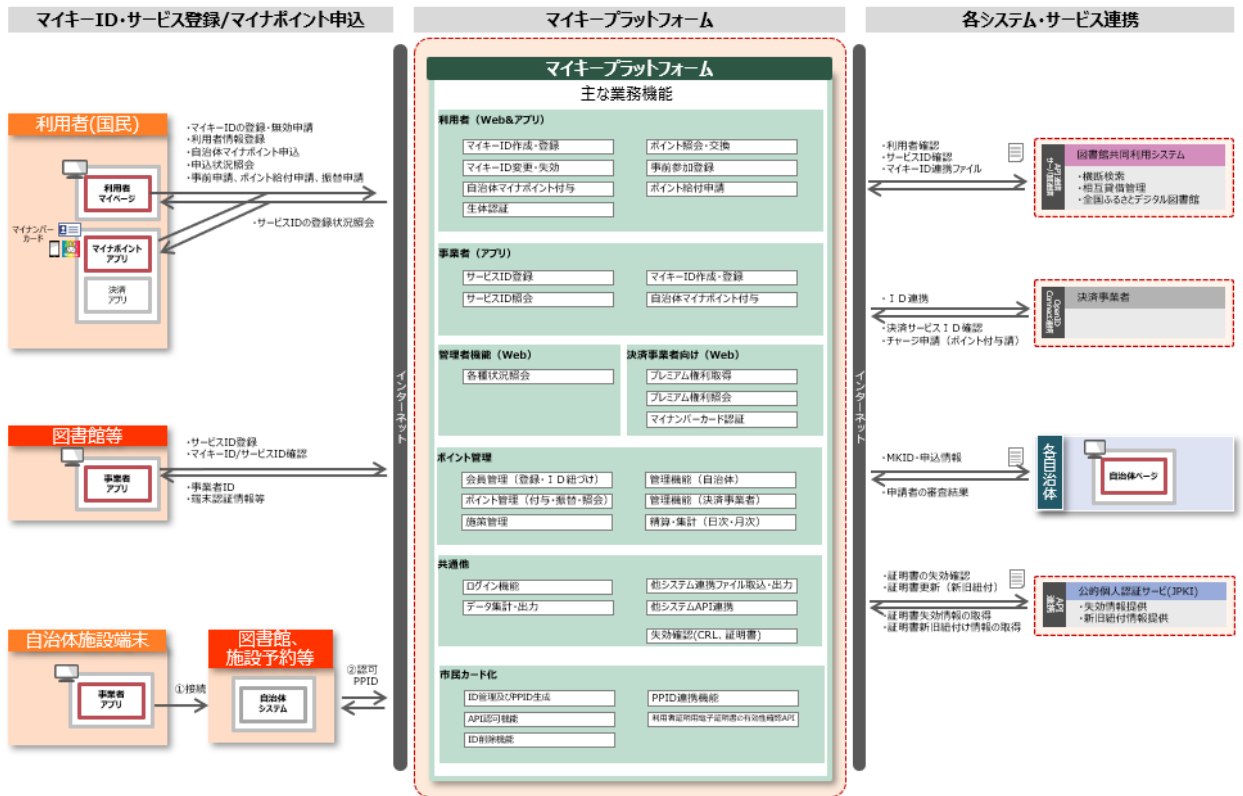 マイキーID・サービス登録/マイナポイント申込
マイキープラットフォーム
各システム・サービス連携
利用者(国民)
利用者
マイページ
マイナンバー
カード
マイナポイント
アプリ
決済
アプリ
・マイキーIDの登録・無効申請
・利用者情報登録
・自治体マイナポイント申込
・申込状況照会
・事前申請、ポイント給付申請、振替申請
・サービスIDの登録状況照会
図書館等
事業者
アプリ
・サービスID登録
・マイキーID/サービスID確認
・事業者ID
・端末認証情報等
自治体施設端末
事業者
アプリ
①接続
図書館、
施設予約等
自治体
システム
②認可
PPID
インターネット
マイキープラットフォーム
主な業務機能
利用者（Web&アプリ）
マイキーID作成・登録
ポイント照会・交換
マイキーID変更・失効
事前参加登録
自治体マイナポイント付与
ポイント給付申請
生体認証
事業者（アプリ）
サービスID登録
マイキーID作成・登録
サービスID照会
自治体マイナポイント付与
管理者機能（Web）
各種状況照会
決済事業者向け（Web）
プレミアム権利取得
プレミアム権利照会
マイナンバーカード認証
ポイント管理
会員管理（登録・ＩＤ紐づけ）
管理機能（自治体）
ポイント管理（付与・振替・照会）
管理機能（決済事業者）
施策管理
精算・集計（日次・月次）
共通他
ログイン機能
他システム連携ファイル取込・出力
データ集計・出力
他システムAPI連携
失効確認(CRL、証明書)
市民カード化
ID管理及びPPID生成
PPID連携機能
API認可機能
利用者証明用電子証明書の有効性確認API
ID削除機能
インターネット
・利用者確認
・サービスID確認
・マイキーID連携ファイル
図書館共同利用システム
・横断検索
・相互貸借管理
・全国ふるさとデジタル図書館
・ＩＤ連携
・決済サービスＩＤ確認
・チャージ申請（ポイント付与請）
OpenID
Connect連携
決済事業者
・MKID・申込情報
・申請者の審査結果
各自治体
自治体ページ
・証明書の失効確認
・証明書更新（新旧紐付）
・証明書失効情報の取得
・証明書新旧紐付け情報の取得
API
連携
公的個人認証サービ(JPKI)
・失効情報提供
・新旧紐付情報提供